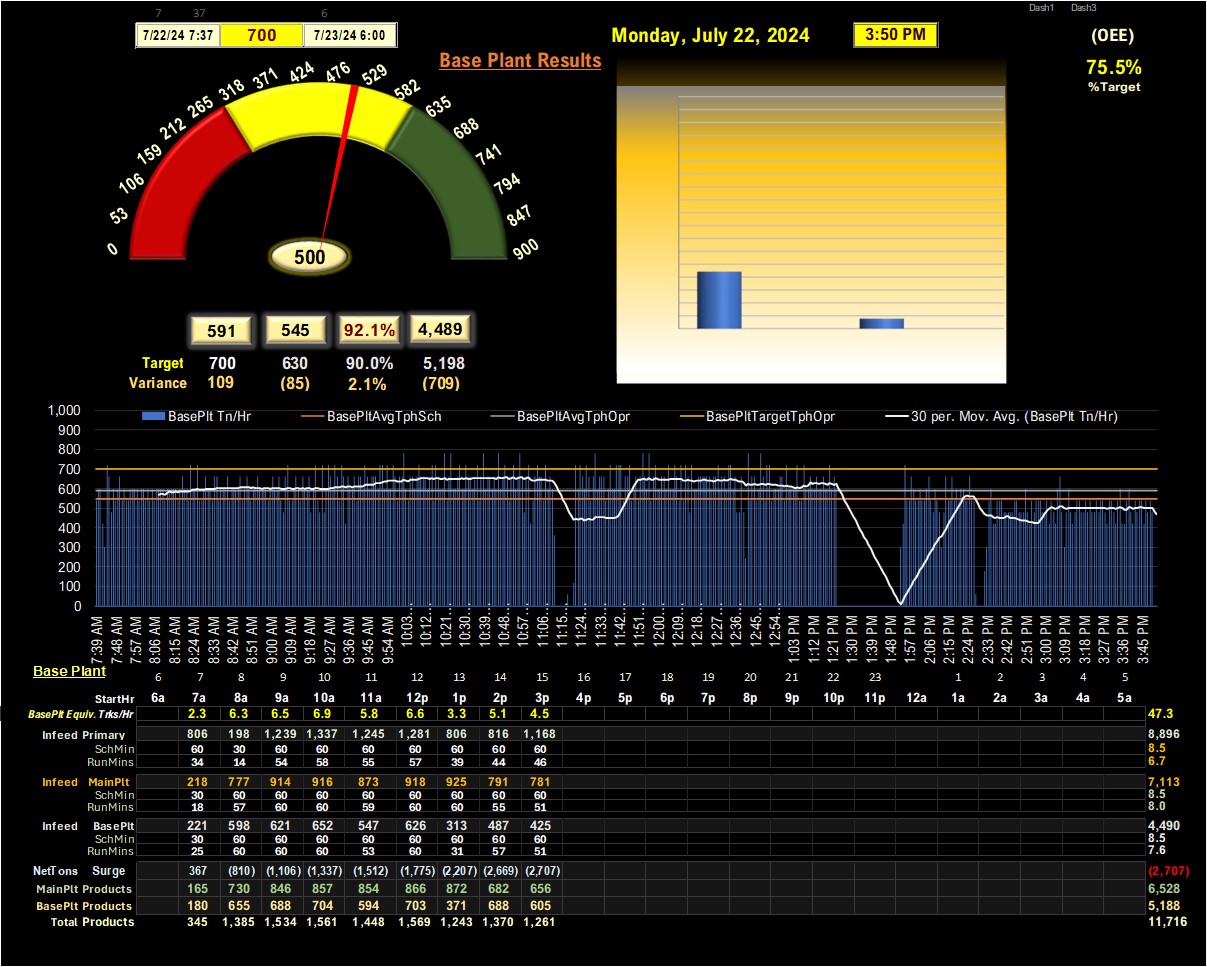 7 37 6 Dash1 Dash3
7/22/24 7:37 700 7/23/24 6:00 Monday, July 22, 2024 3:50 PM (OEE)
Base Plant Results 75.5%
%Target
0 53 106 159 212 265 318 371 424 476 529 582 635 688 741 794 847 900
500
591 545 92.1% 4,489
Target 700 630 90.0% 5,198
Variance 109 (85) 2.1% (709)
BasePlt Tn/Hr BasePltAvgTphSch BasePltAvgTphOpr BasePltTargetTphOpr 30 per. Mov. Avg. (BasePlt Tn/Hr)
1,000
900
800
700
600
500
400
300
200
100
0
7:39 AM 7:48 AM 7:57 AM 8:06 AM 8:15 AM 8:24 AM 8:33 AM 8:42 AM 8:51 AM 9:00 AM 9:09 AM 9:18 AM 9:27 AM 9:36 AM 9:45 AM 9:54 AM 10:03... 10:12... 10:21... 10:30... 10:39... 10:48... 10:57... 11:06... 11:15... 11:24... 11:33... 11:42... 11:51... 12:00... 12:09... 12:18... 12:27... 12:36... 12:45... 12:54... 1:03 PM 1:12 PM 1:21 PM 1:30 PM 1:39 PM 1:48 PM 1:57 PM 2:06 PM 2:15 PM 2:24 PM 2:33 PM 2:42 PM 2:51 PM 3:00 PM 3:09 PM 3:18 PM 3:27 PM 3:36 PM 3:45 PM
Base Plant 6 7 8 9 10 11 12 13 14 15 16 17 18 19 20 21 22 23 1 2 3 4 5
StartHr 6a 7a 8a 9a 10a 11a 12p 1p 2p 3p 4p 5p 6p 7p 8p 9p 10p 11p 12a 1a 2a 3a 4a 5a
BasePlt Equiv. Trks/Hr 2.3 6.3 6.5 6.9 5.8 6.6 3.3 5.1 4.5 47.3
Infeed Primary 806 198 1,239 1,337 1,245 1,281 806 816 1,168 8,896
SchMin 60 30 60 60 60 60 60 60 60 8.5
RunMins 34 14 54 58 55 57 39 44 46 6.7
Infeed MainPlt 218 777 914 916 873 918 925 791 781 7,113
SchMin 30 60 60 60 60 60 60 60 60 8.5
RunMins 18 57 60 60 59 60 60 55 51 8.0
Infeed BasePlt 221 598 621 652 547 626 313 487 425 4,490
SchMin 30 60 60 60 60 60 60 60 60 8.5
RunMins 25 60 60 60 53 60 31 57 51 7.6
NetTons Surge 367 (810) (1,106) (1,337) (1,512) (1,775) (2,207) (2,669) (2,707) (2,707)
MainPlt Products 165 730 846 857 854 866 872 682 656 6,528
BasePlt Products 180 655 688 704 594 703 371 688 605 5,188
Total Products 345 1,385 1,534 1,561 1,448 1,569 1,243 1,370 1,261 11,716